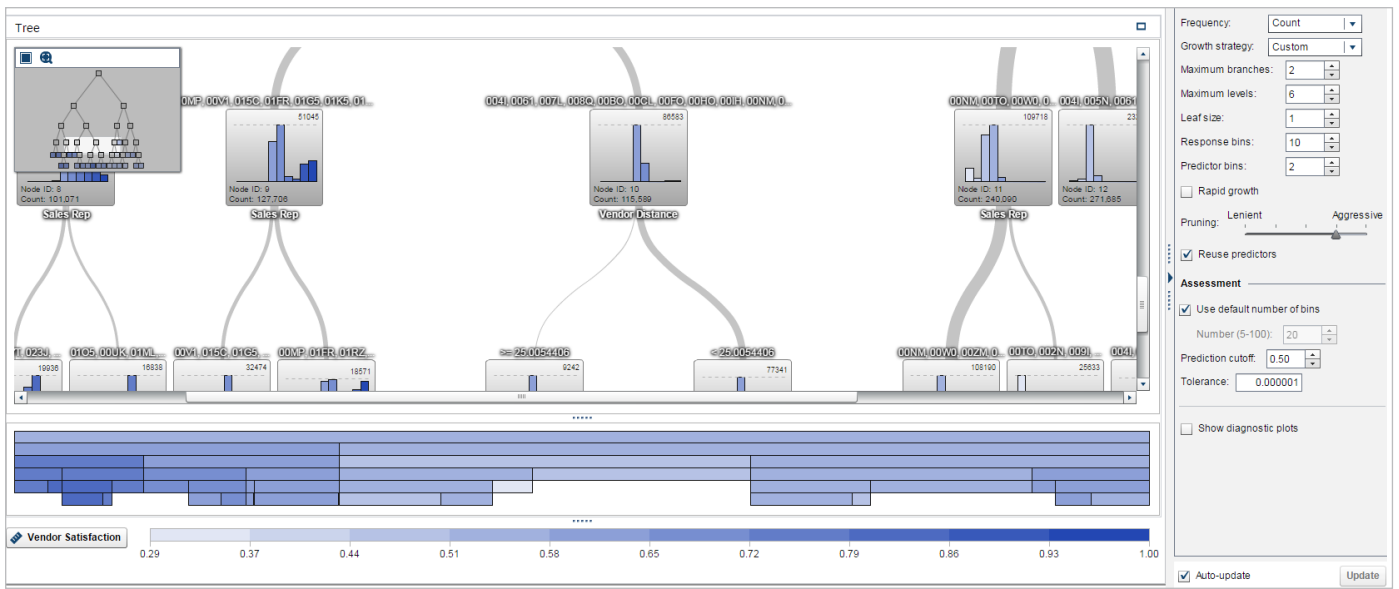 Tree
00MP, 00V1, 015C, 01FR, 01G5, 01K5, 01...
004I, 0061, 007L, 008Q, 00BO, 00CL, 00FO, 00HO, 00IH, 00NM, 0...
00NM, 00TO, 00W0, 0...
004I, 005N, 0061
51046
86583
109718
Node ID: 8
Count: 101,071
Sales Rep
Node ID: 9
Count: 127,706
Sales Rep
Node ID: 10
Count: 115,589
Vendor Distance
Node ID: 11
Count: 240,090
Sales Rep
Node ID: 12
Count: 271,685
023J, ...
01O5, 00UK, 01ML, ...
00V1, 015C, 01G5, ...
00MP, 01FR, 01RZ, ...
>= 25.0054406
< 25.0054406
00NM, 00W0, 00ZM, 0...
00TO, 002N, 009I, ...
004I,
19936
16838
32474
18571
9242
77341
108190
25633
Vendor Satisfaction
0.29
0.37
0.44
0.51
0.58
0.65
0.72
0.79
0.86
0.93
1.00
Frequency: Count
Growth strategy: Custom
Maximum branches: 2
Maximum levels: 6
Leaf size: 1
Response bins: 10
Predictor bins: 2
Rapid growth
Pruning: Lenient Aggressive
Reuse predictors
Assessment
Use default number of bins
Number (5-100): 20
Prediction cutoff: 0.50
Tolerance: 0.000001
Show diagnostic plots
Auto-update
Update